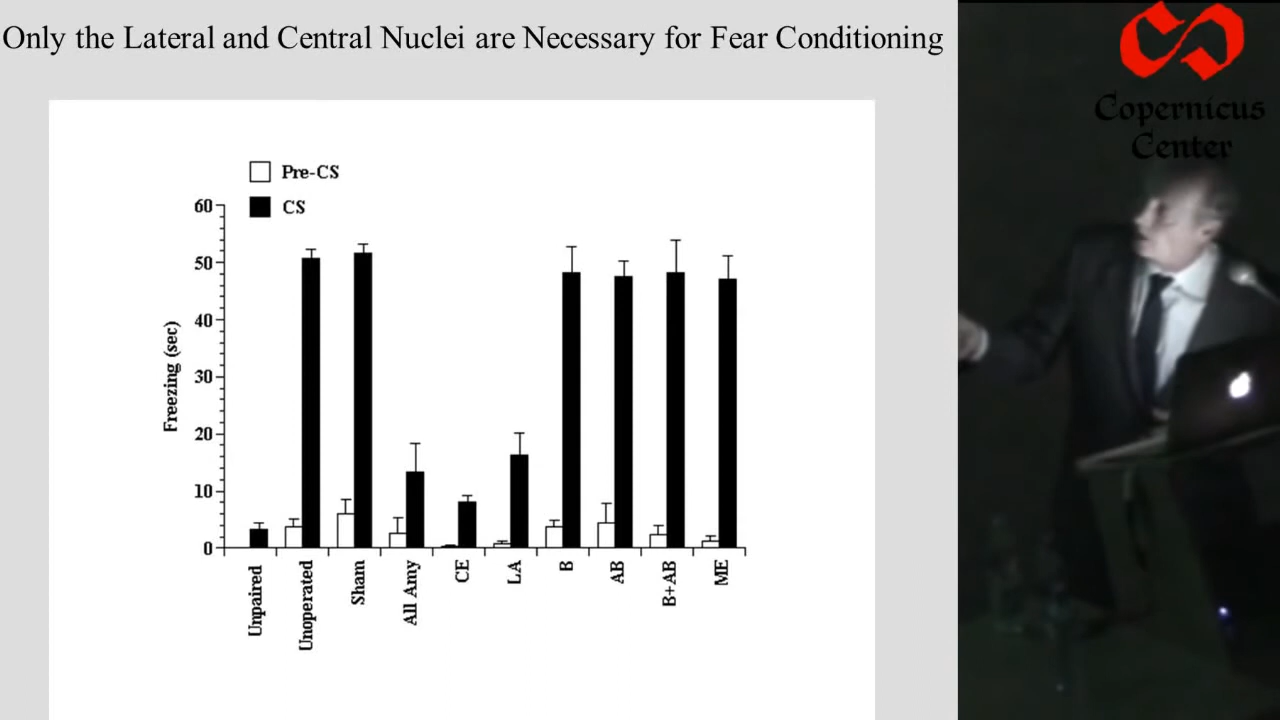 Only the Lateral and Central Nuclei are Necessary for Fear Conditioning
Copernicus
Center
Pre-CS
CS
60
50
40
30
20
10
0
Freezing (sec)
Unpaired
Unoperated
Sham
All Amy
CE
LA
B
AB
B+AB
ME